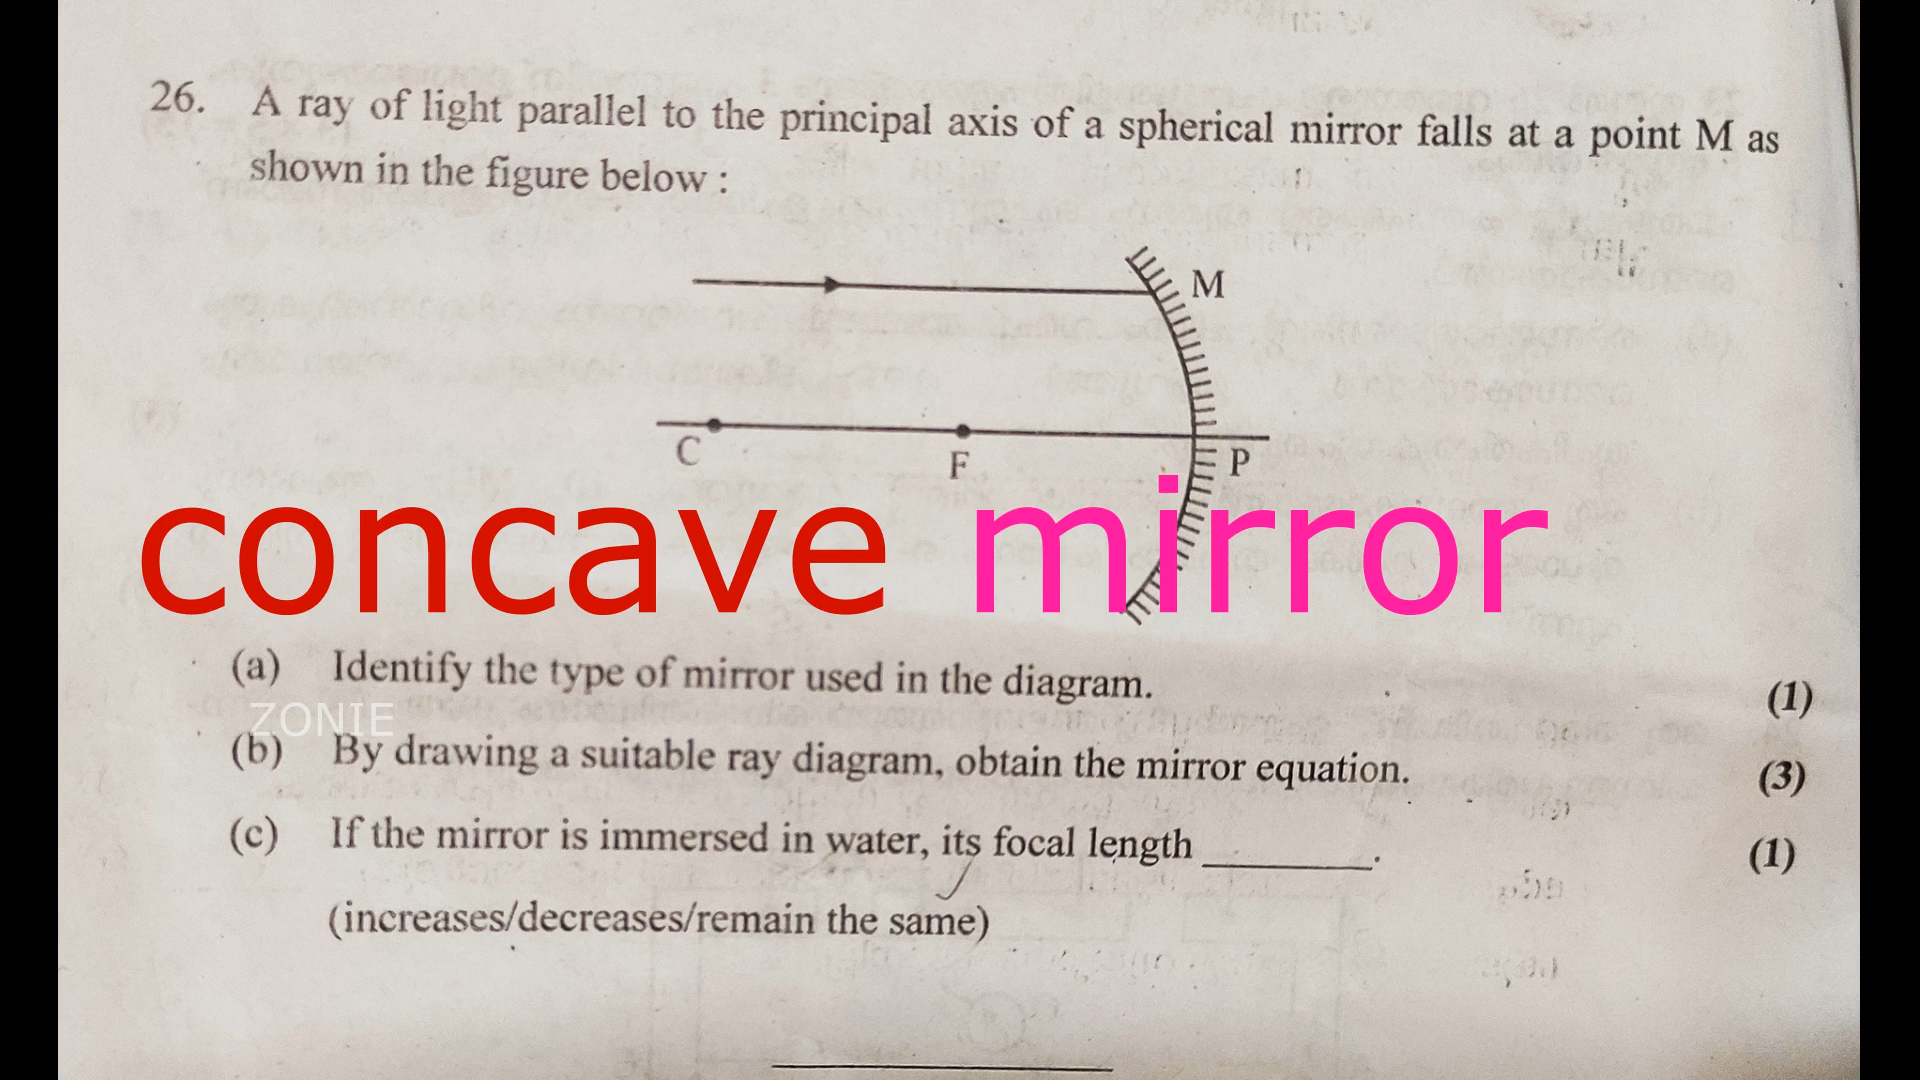 26. A ray of light parallel to the principal axis of a spherical mirror falls at a point M as
shown in the figure below :
M
C
F
P
concave mirror
(a) Identify the type of mirror used in the diagram. (1)
ZONIE
(b) By drawing a suitable ray diagram, obtain the mirror equation. (3)
(c) If the mirror is immersed in water, its focal length ________. (1)
(increases/decreases/remain the same)